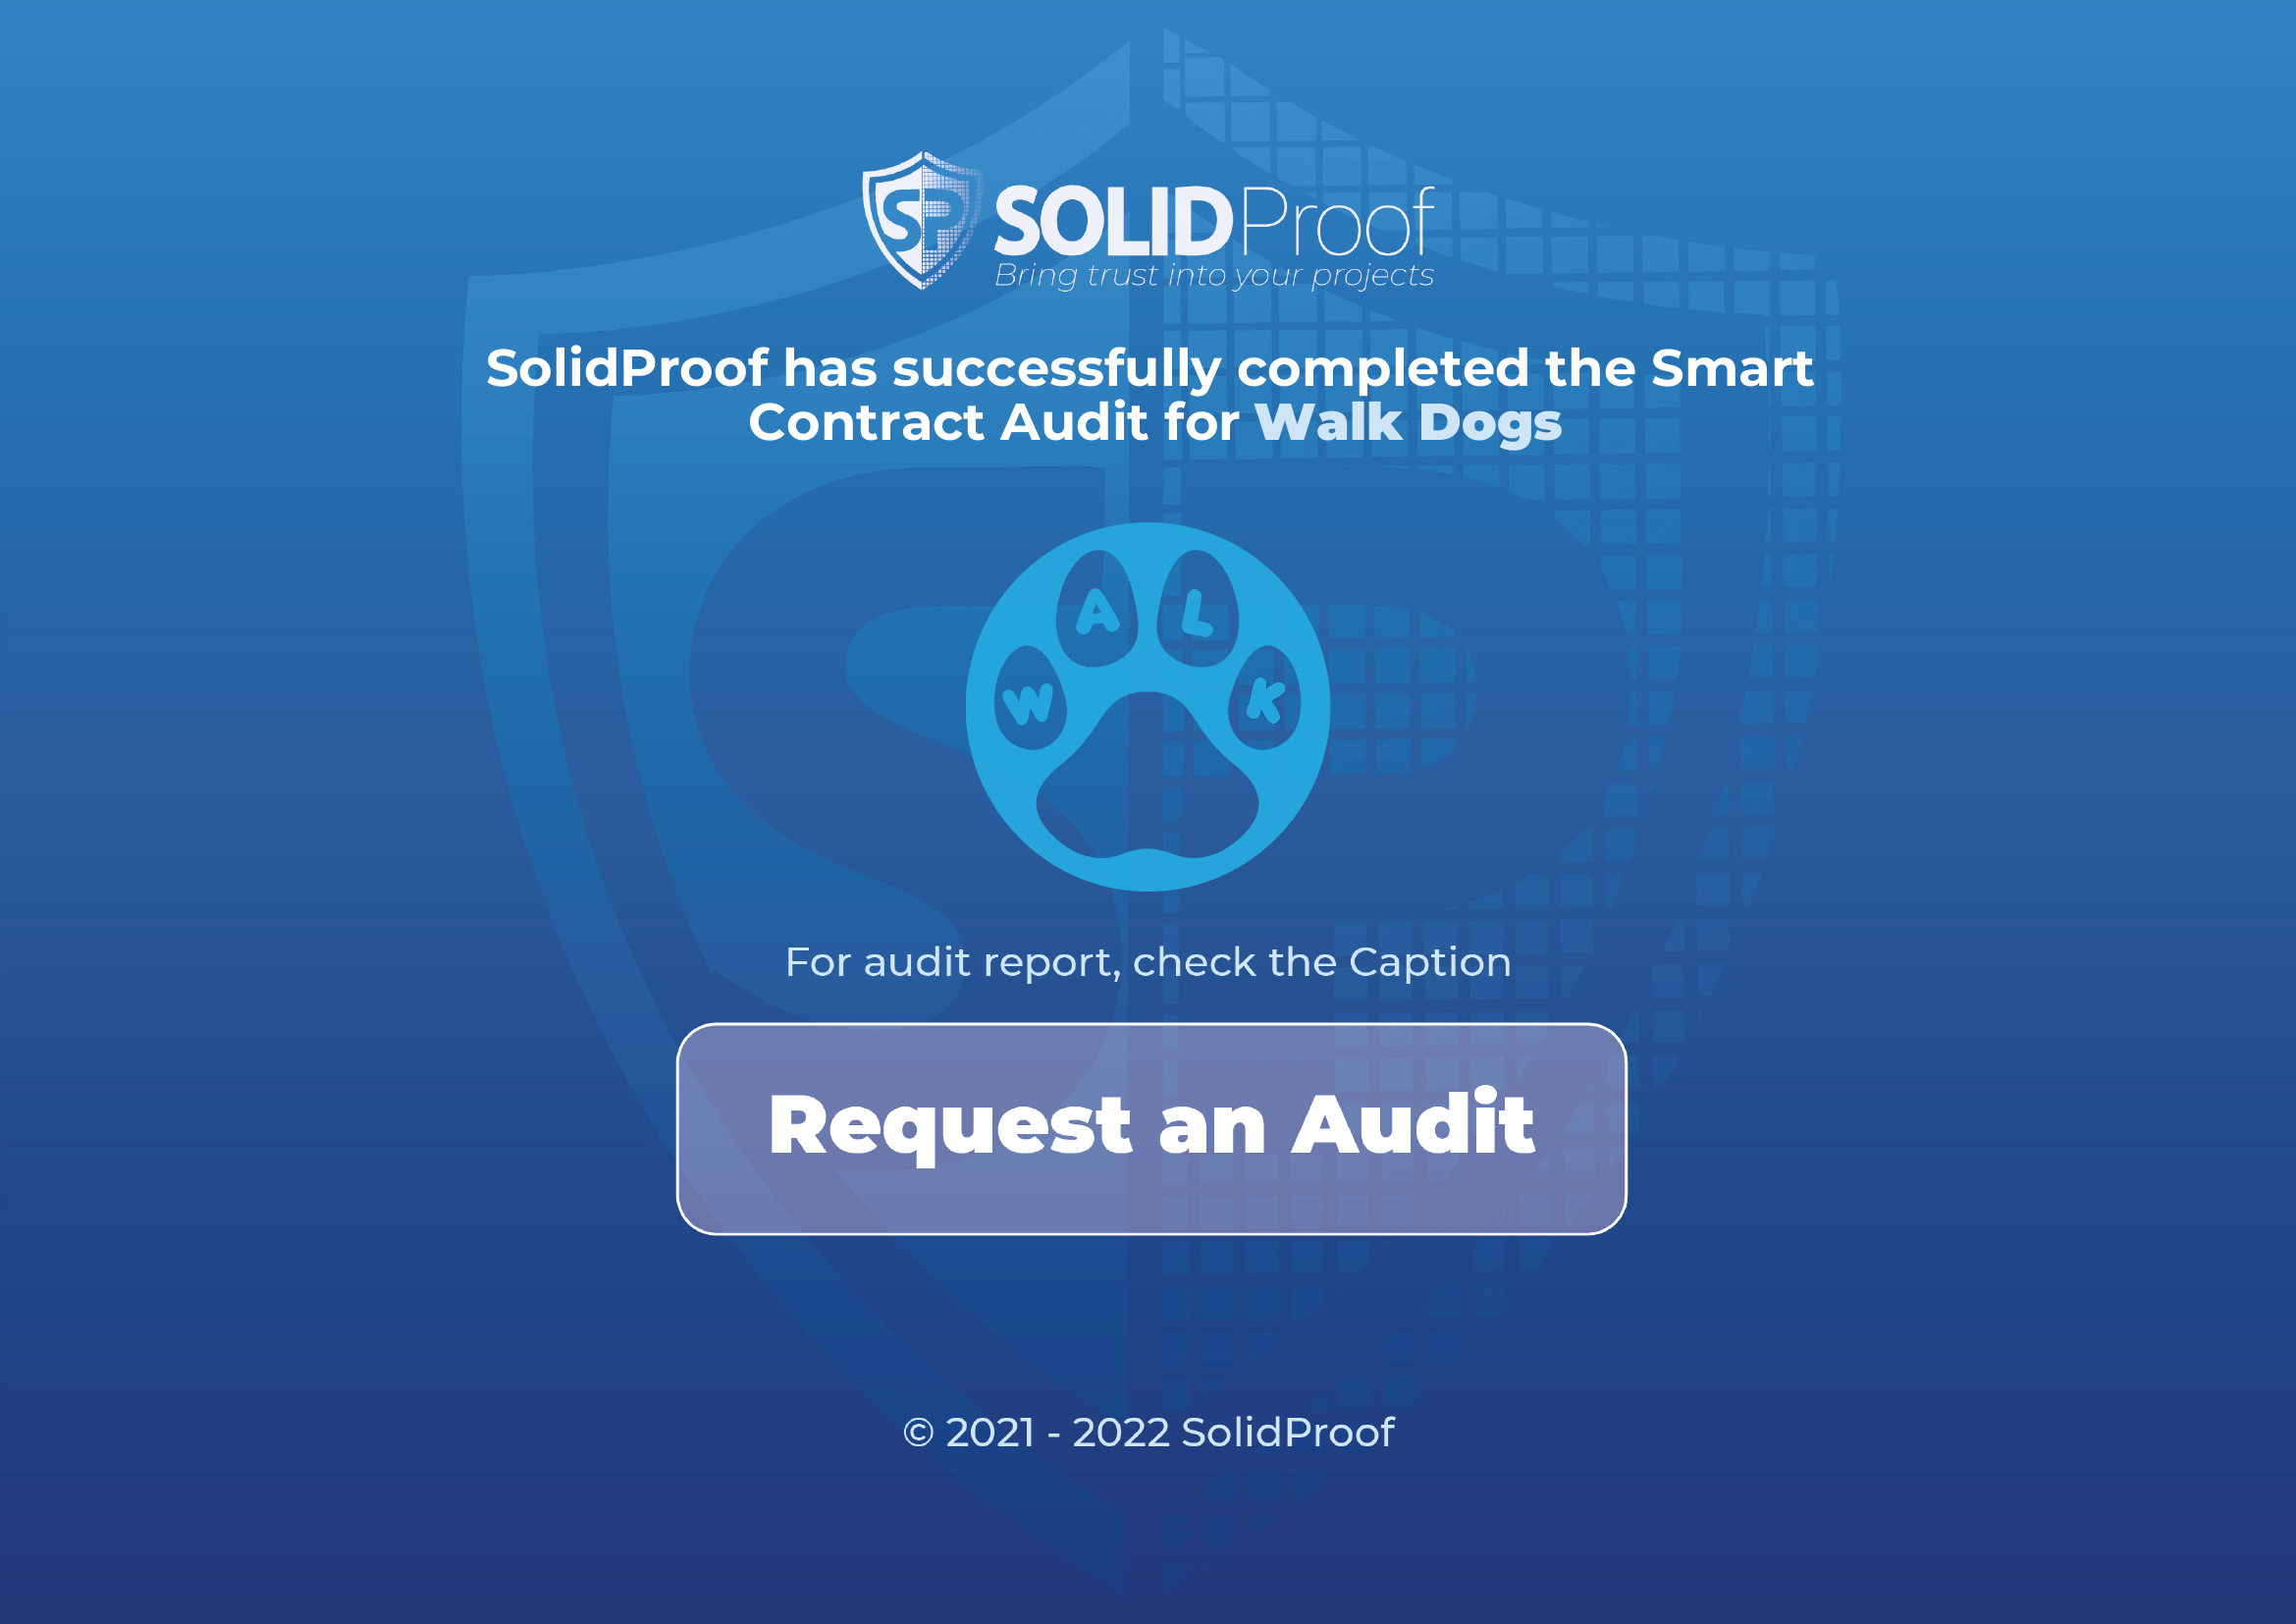 SP
SOLIDProof
Bring trust into your projects
SolidProof has successfully completed the Smart
Contract Audit for Walk Dogs
W A L K
For audit report, check the Caption
Request an Audit
© 2021 - 2022 SolidProof